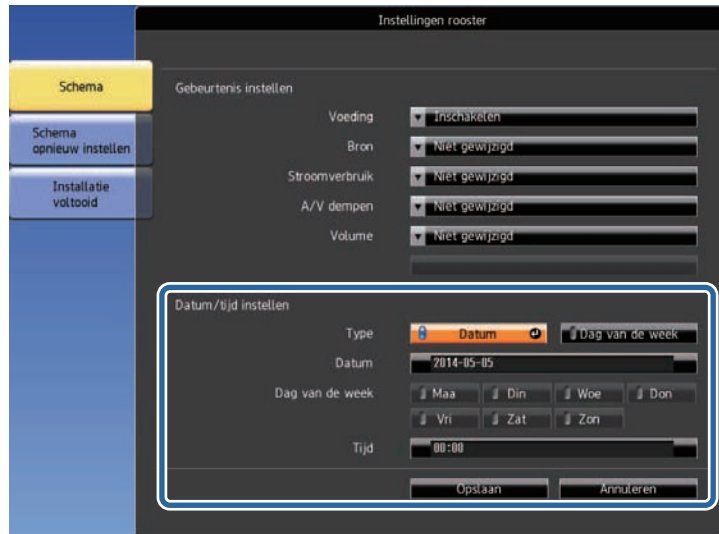 Instellingen rooster
Schema
Schema
opnieuw instellen
Installatie
voltooid
Gebeurtenis instellen
Voeding Inschakelen
Bron Niet gewijzigd
Stroomverbruik Niet gewijzigd
A/V dempen Niet gewijzigd
Volume Niet gewijzigd
Datum/tijd instellen
Type Datum Dag van de week
Datum 2014-05-05
Dag van de week Maa Din Woe Don
Vri Zat Zon
Tijd 00:00
Opslaan Annuleren